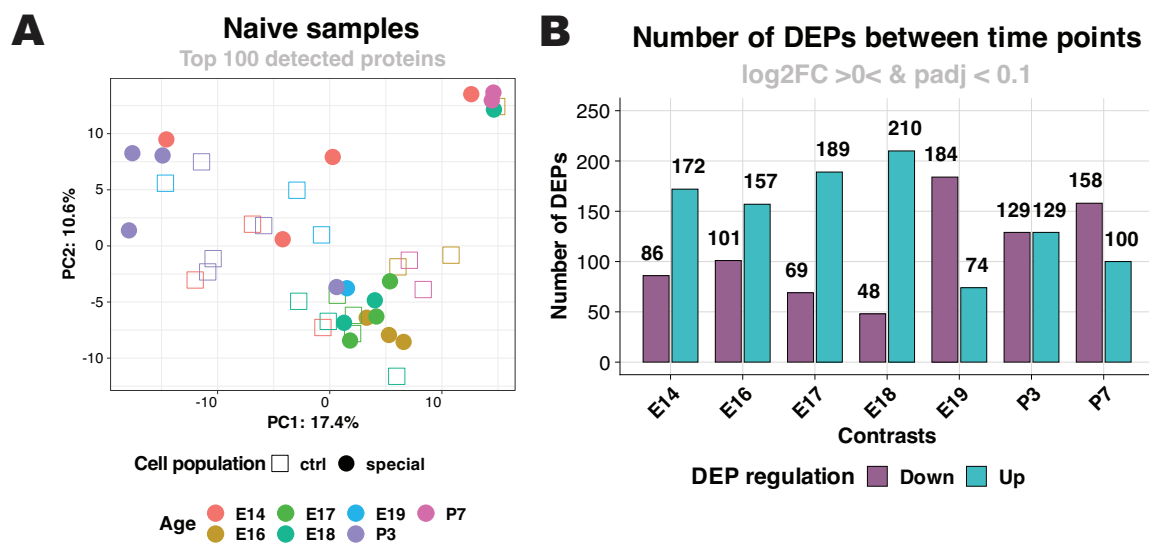 A
Naive samples
Top 100 detected proteins
10
5
0
-5
-10
PC2: 10.6%
-10
0
10
PC1: 17.4%
Cell population ctrl special
Age E14 E17 E19 P7
E16 E18 P3
B
Number of DEPs between time points
log2FC >0< & padj < 0.1
250
200
150
100
50
0
Number of DEPs
86 172 101 157 69 189 48 210 184 74 129 129 158 100
E14 E16 E17 E18 E19 P3 P7
Contrasts
DEP regulation Down Up